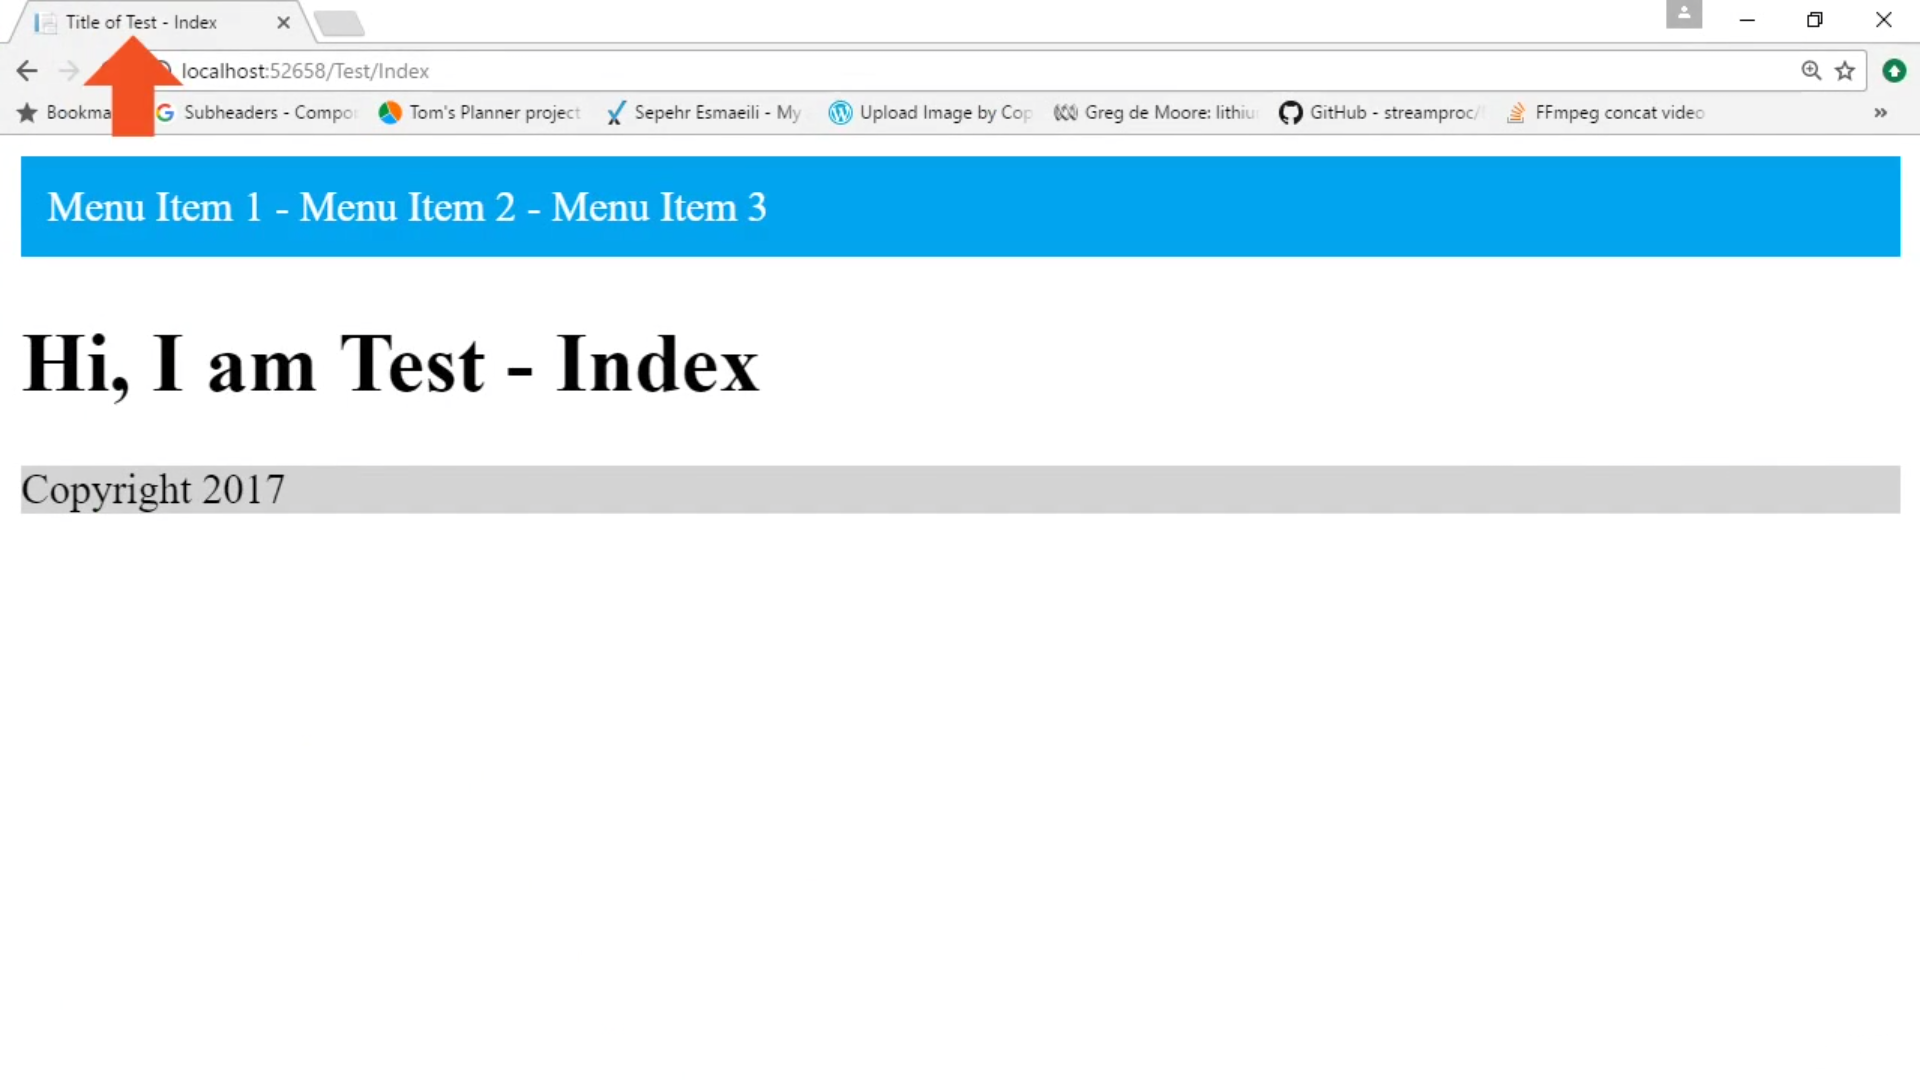 Title of Test - Index
localhost:52658/Test/Index
Subheaders - Compo
Tom's Planner project
Sepehr Esmaeili - My
Upload Image by Cop
Greg de Moore: lithiu
GitHub - streamproc/
FFmpeg concat video
Menu Item 1 - Menu Item 2 - Menu Item 3
Hi, I am Test - Index
Copyright 2017